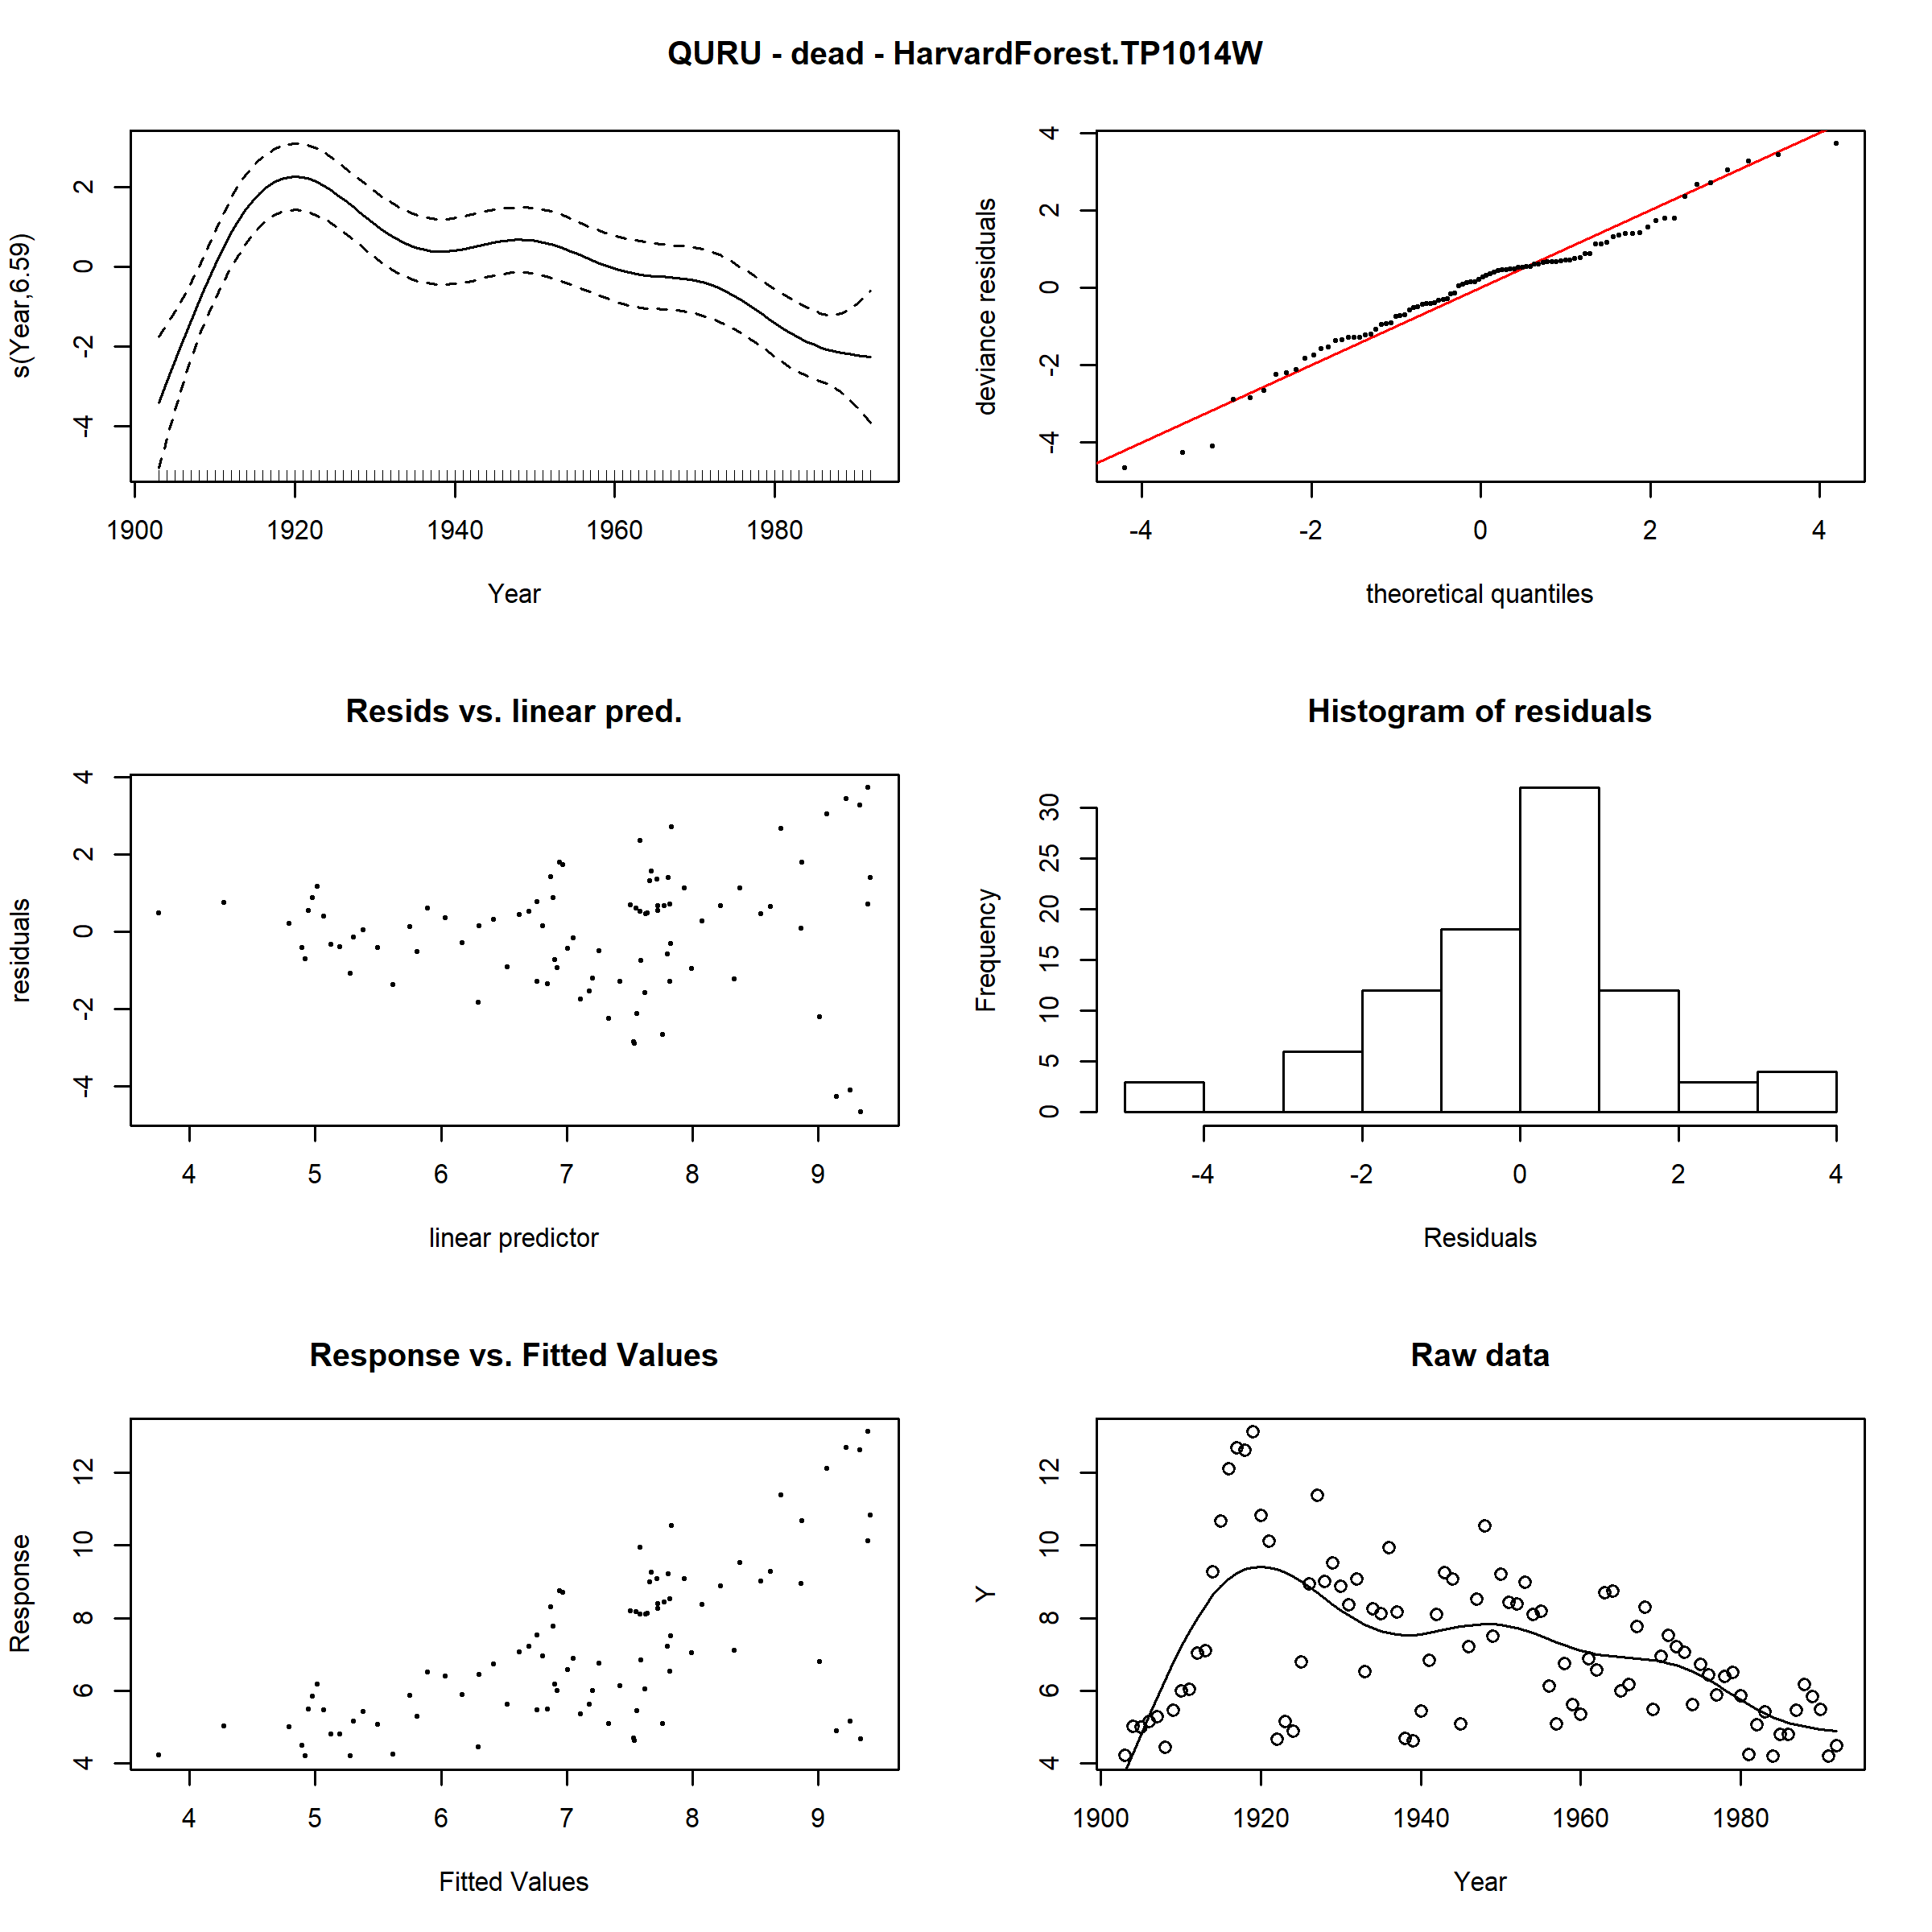 QURU - dead - HarvardForest.TP1014W
s(Year,6.59)
2
0
-2
-4
1900 1920 1940 1960 1980
Year
deviance residuals
4
2
0
-2
-4
-4 -2 0 2 4
theoretical quantiles
Resids vs. linear pred.
residuals
4
2
0
-2
-4
4 5 6 7 8 9
linear predictor
Histogram of residuals
Frequency
30
25
20
15
10
5
0
-4 -2 0 2 4
Residuals
Response vs. Fitted Values
Response
12
10
8
6
4
4 5 6 7 8 9
Fitted Values
Raw data
Y
12
10
8
6
4
1900 1920 1940 1960 1980
Year